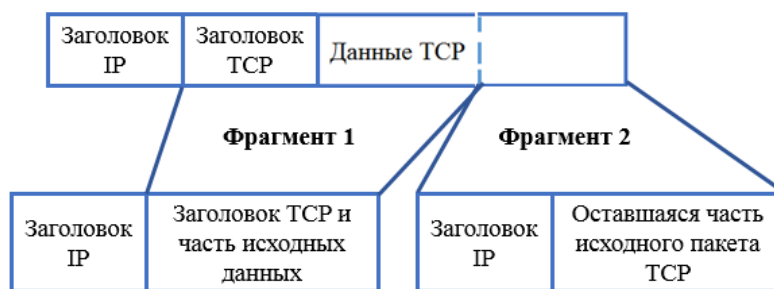 Заголовок
IP
Заголовок
TCP
Данные TCP
Фрагмент 1
Фрагмент 2
Заголовок
IP
Заголовок TCP и
часть исходных
данных
Заголовок
IP
Оставшаяся часть
исходного пакета
TCP